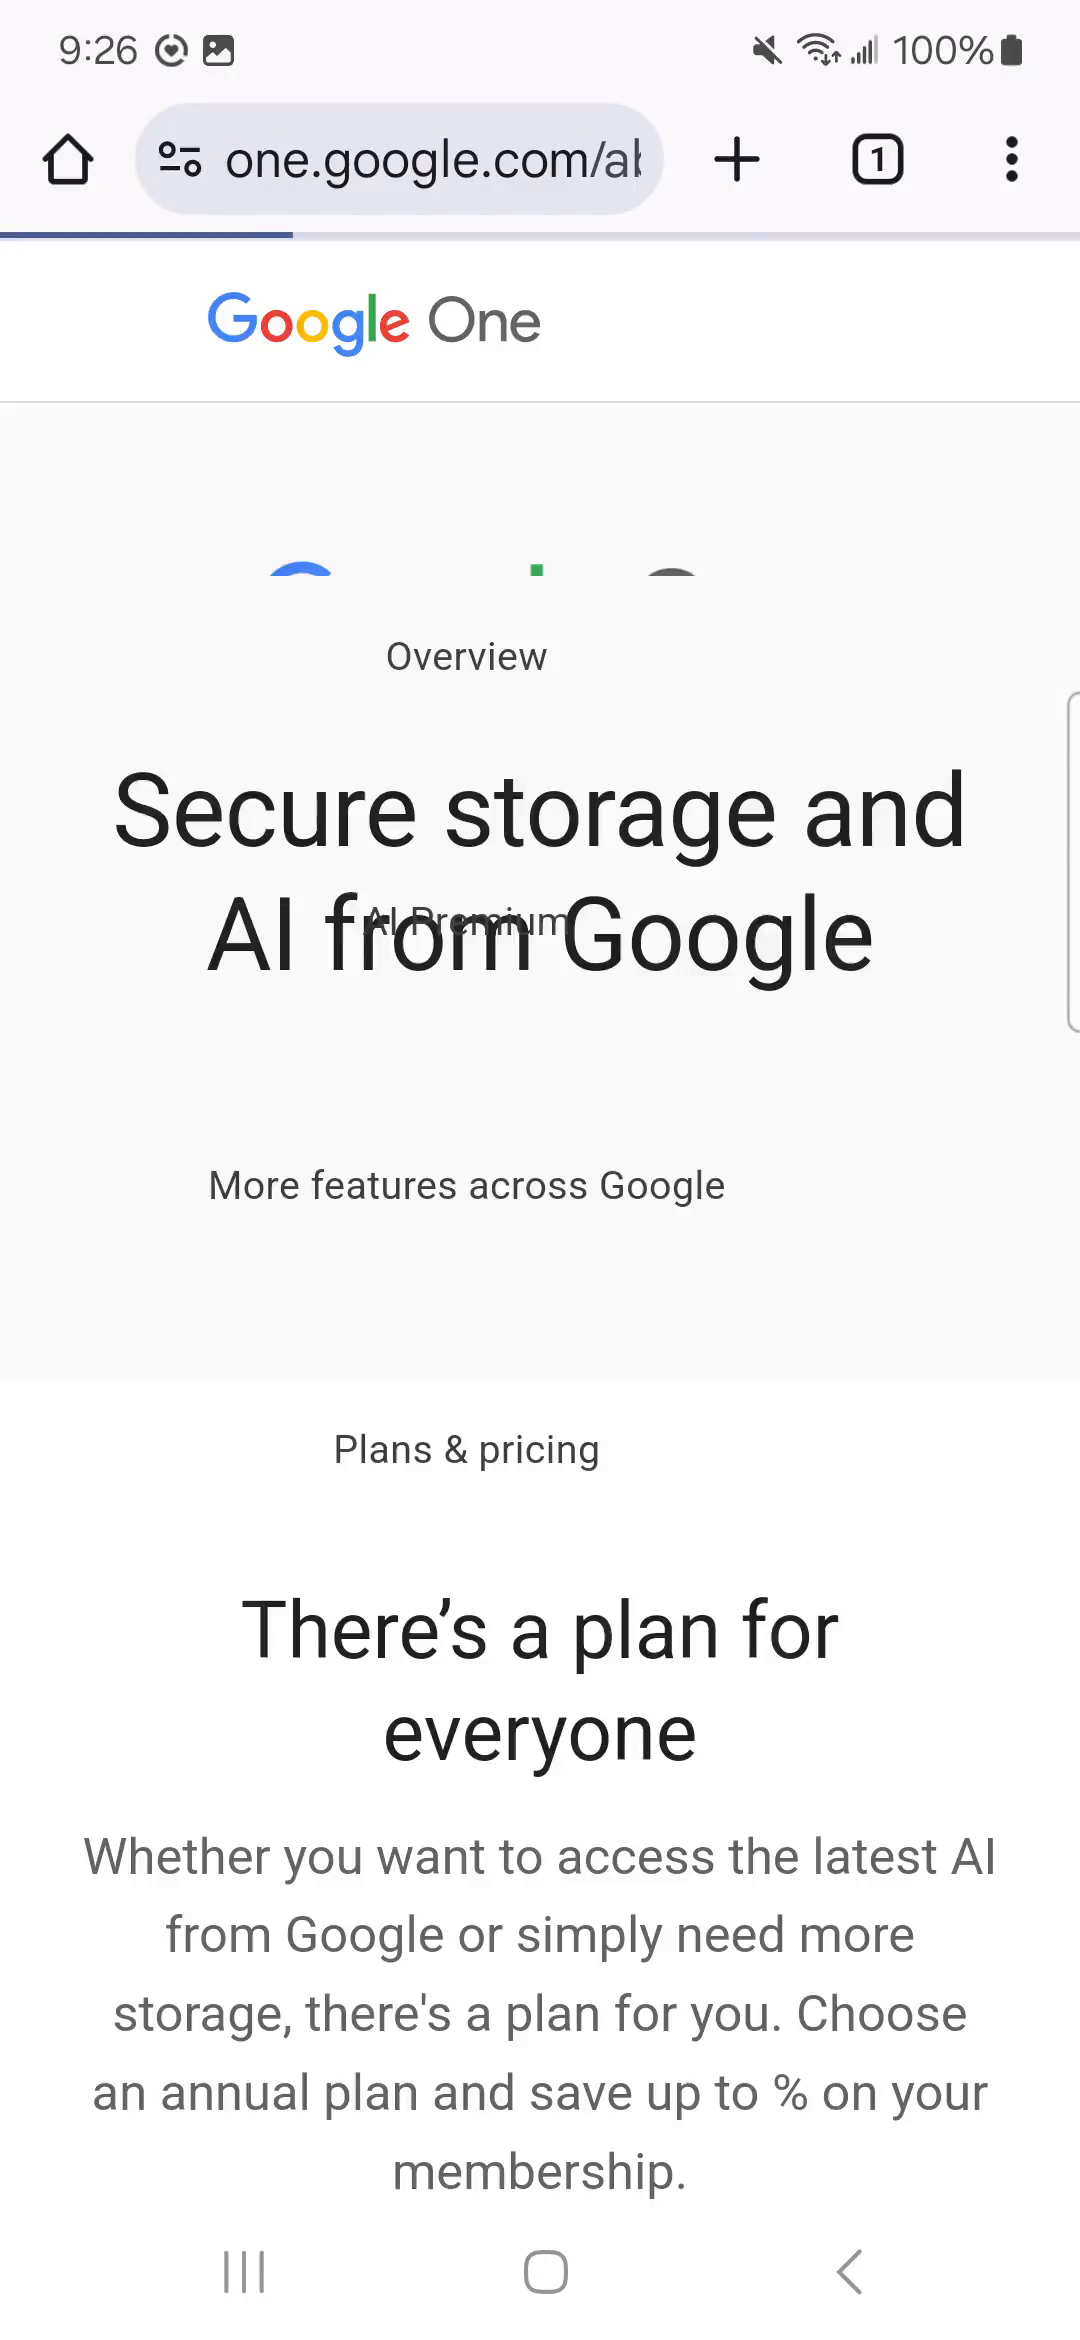 9:26
100%
one.google.com/al
1
Google One
Overview
Secure storage and
AI from Google
AI Premium
More features across Google
Plans & pricing
There’s a plan for
everyone
Whether you want to access the latest AI
from Google or simply need more
storage, there's a plan for you. Choose
an annual plan and save up to % on your
membership.